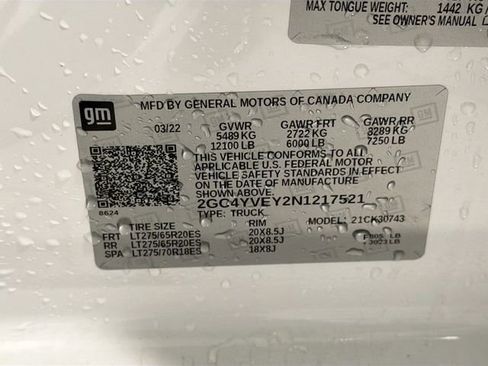 MAX TONGUE WEIGHT: 1442 KG
SEE OWNER'S MANUAL
gm
MFD BY GENERAL MOTORS OF CANADA COMPANY
03/22 GVWR GAWR FRT GAWR RR
5489 KG 2722 KG 3289 KG
12100 LB 6000 LB 7250 LB
THIS VEHICLE CONFORMS TO ALL
APPLICABLE U.S. FEDERAL MOTOR
VEHICLE SAFETY STANDARDS IN EFFECT
ON THE DATE OF MANUFACTURE
SHOWN ABOVE.
2GC4YVEY2N1217521
8624
TYPE: TRUCK MODEL: 21CK30743
TIRE SIZE RIM
FRT LT275/65R20ES 20X8.5J
RR LT275/65R20ES 20X8.5J
SPA LT275/70R18ES 18X8J
LB
3023 LB